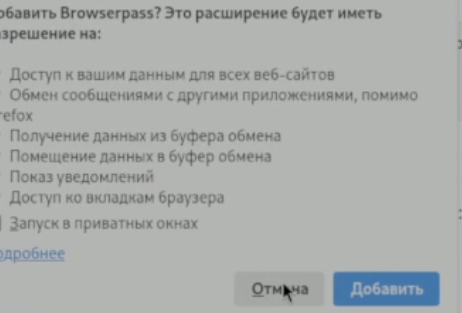 обавить Browserpass? Это расширение будет иметь
азрешение на:
Доступ к вашим данным для всех веб-сайтов
Обмен сообщениями с другими приложениями, помимо
refox
Получение данных из буфера обмена
Помещение данных в буфер обмена
Показ уведомлений
Доступ ко вкладкам браузера
Запуск в приватных окнах
одробнее
Отмена Добавить